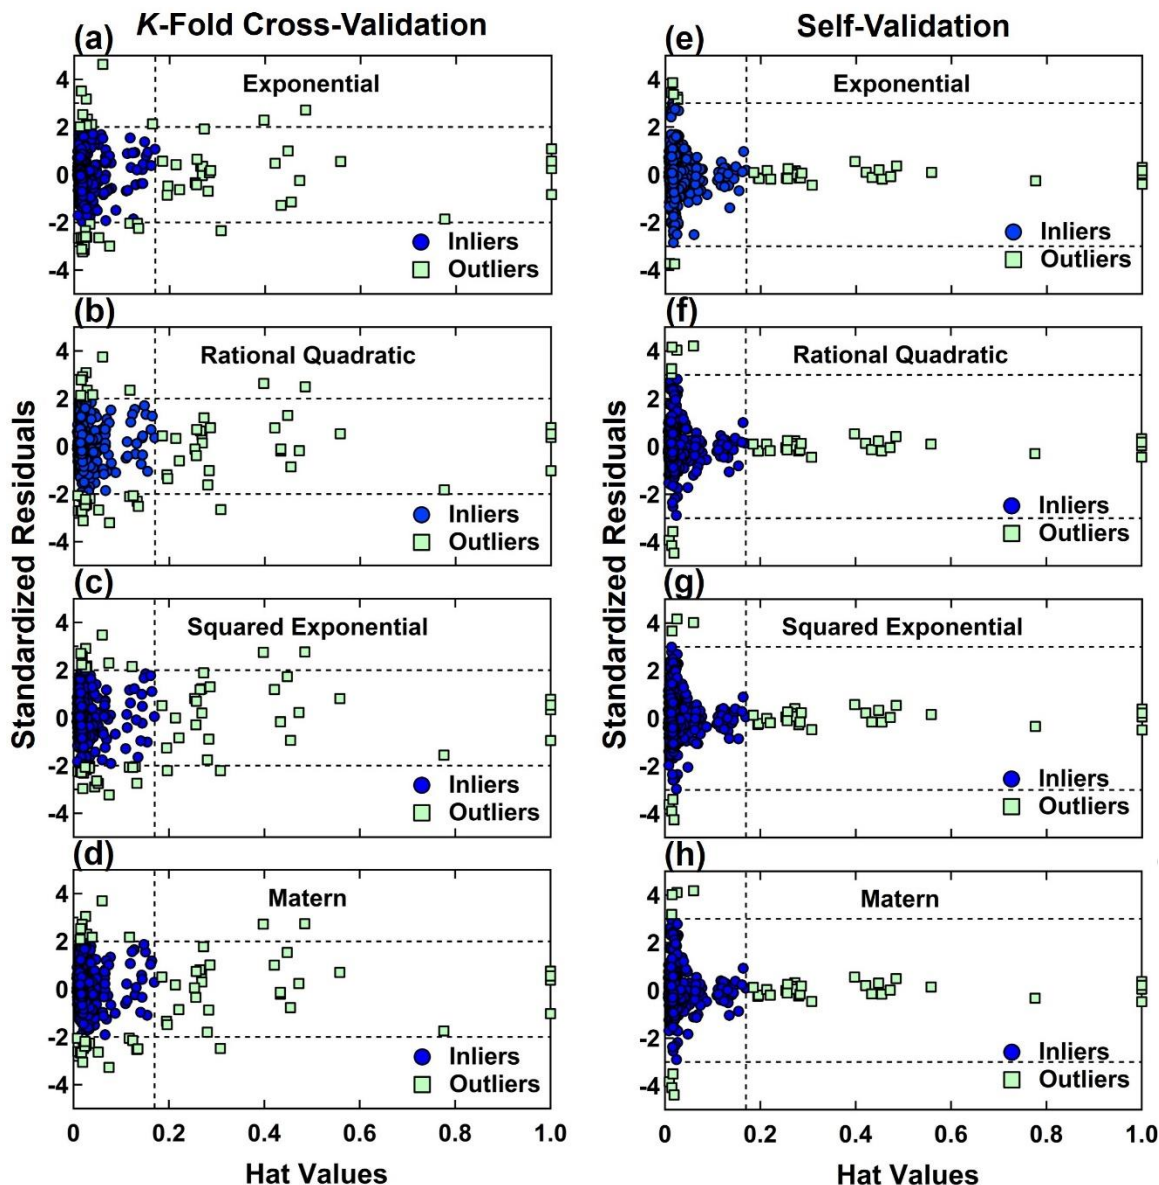 K-Fold Cross-Validation
Self-Validation
(a)
Exponential
4
2
0
-2
-4
Inliers
Outliers
(b)
Rational Quadratic
4
2
0
-2
-4
Inliers
Outliers
(c)
Squared Exponential
4
2
0
-2
-4
Inliers
Outliers
(d)
Matern
4
2
0
-2
-4
Inliers
Outliers
0 0.2 0.4 0.6 0.8 1.0
Hat Values
Standardized Residuals
(e)
Exponential
4
2
0
-2
-4
Inliers
Outliers
(f)
Rational Quadratic
4
2
0
-2
-4
Inliers
Outliers
(g)
Squared Exponential
4
2
0
-2
-4
Inliers
Outliers
(h)
Matern
4
2
0
-2
-4
Inliers
Outliers
0 0.2 0.4 0.6 0.8 1.0
Hat Values
Standardized Residuals